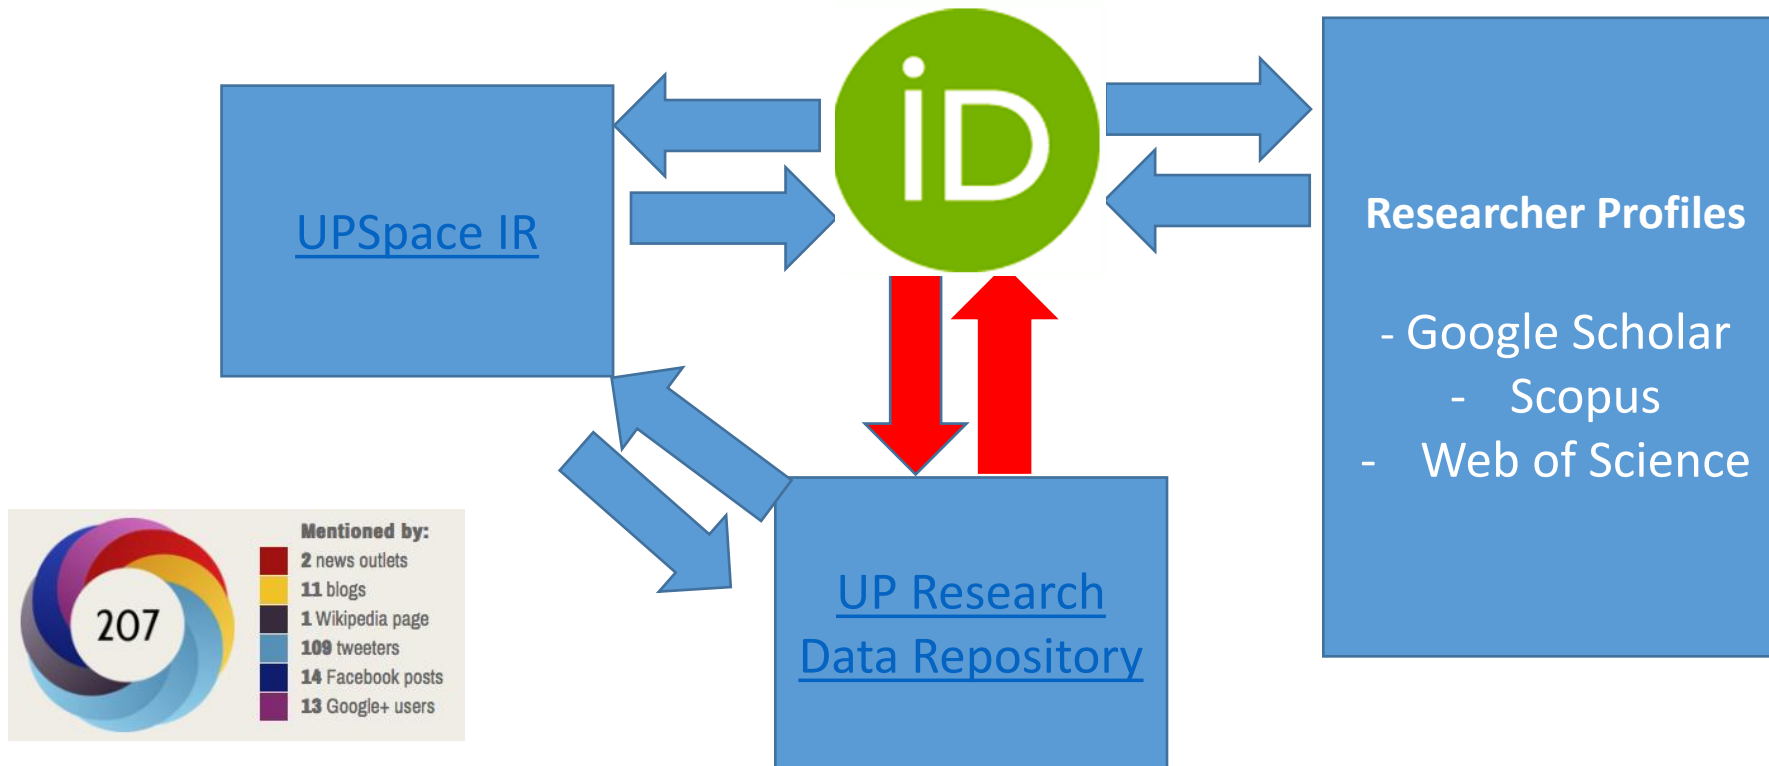 iD
UPSpace IR
Researcher Profiles
- Google Scholar
- Scopus
- Web of Science
UP Research
Data Repository
207
Mentioned by:
2 news outlets
11 blogs
1 Wikipedia page
109 tweeters
14 Facebook posts
13 Google+ users